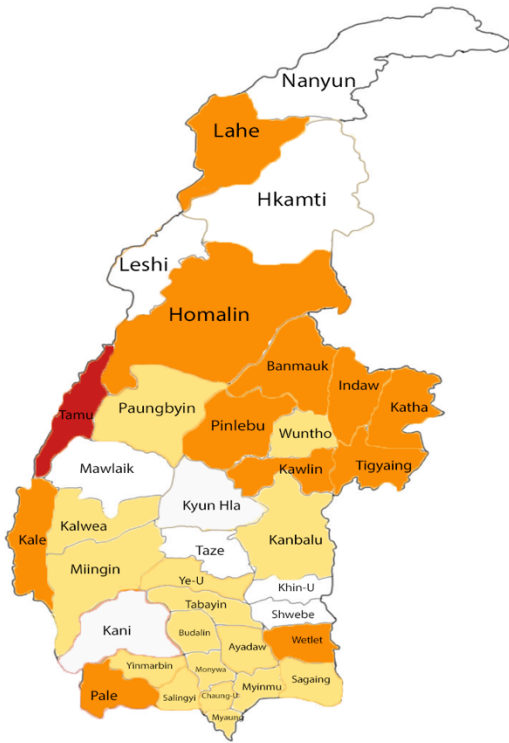 Nanyun
Lahe
Hkamti
Leshi
Homalin
Banmauk
Indaw
Katha
Tamu
Paungbyin
Pinlebu
Wuntho
Mawlaik
Kawlin
Tigyaing
Kyun Hla
Kale
Kalwea
Kanbalu
Taze
Miingin
Ye-U
Khin-U
Tabayin
Shwebe
Kani
Budalin
Ayadaw
Wetlet
Yinmarbin
Monywa
Sagaing
Pale
Salingyi
Chaung-U
Myinmu
Myaung